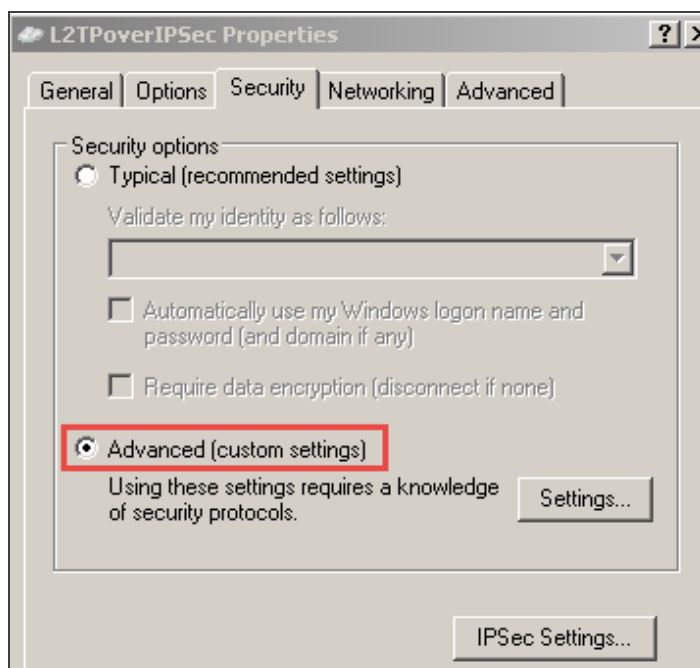 L2TPoverIPSec Properties
General Options Security Networking Advanced
Security options
Typical (recommended settings)
Validate my identity as follows:
Automatically use my Windows logon name and
password (and domain if any)
Require data encryption (disconnect if none)
Advanced (custom settings)
Using these settings requires a knowledge
of security protocols.
Settings...
IPSec Settings...